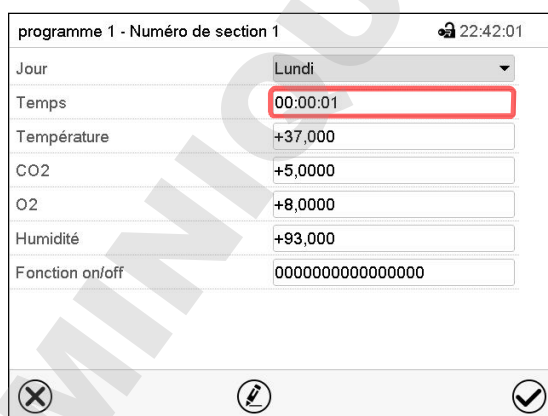 programme 1 - Numéro de section 1 22:42:01
Jour Lundi
Temps 00:00:01
Température +37,000
CO2 +5,0000
O2 +8,0000
Humidité +93,000
Fonction on/off 0000000000000000
MINIQU